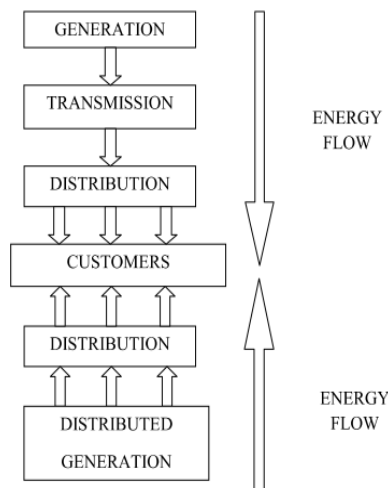 GENERATION
TRANSMISSION
ENERGY
FLOW
DISTRIBUTION
CUSTOMERS
DISTRIBUTION
DISTRIBUTED
GENERATION
ENERGY
FLOW